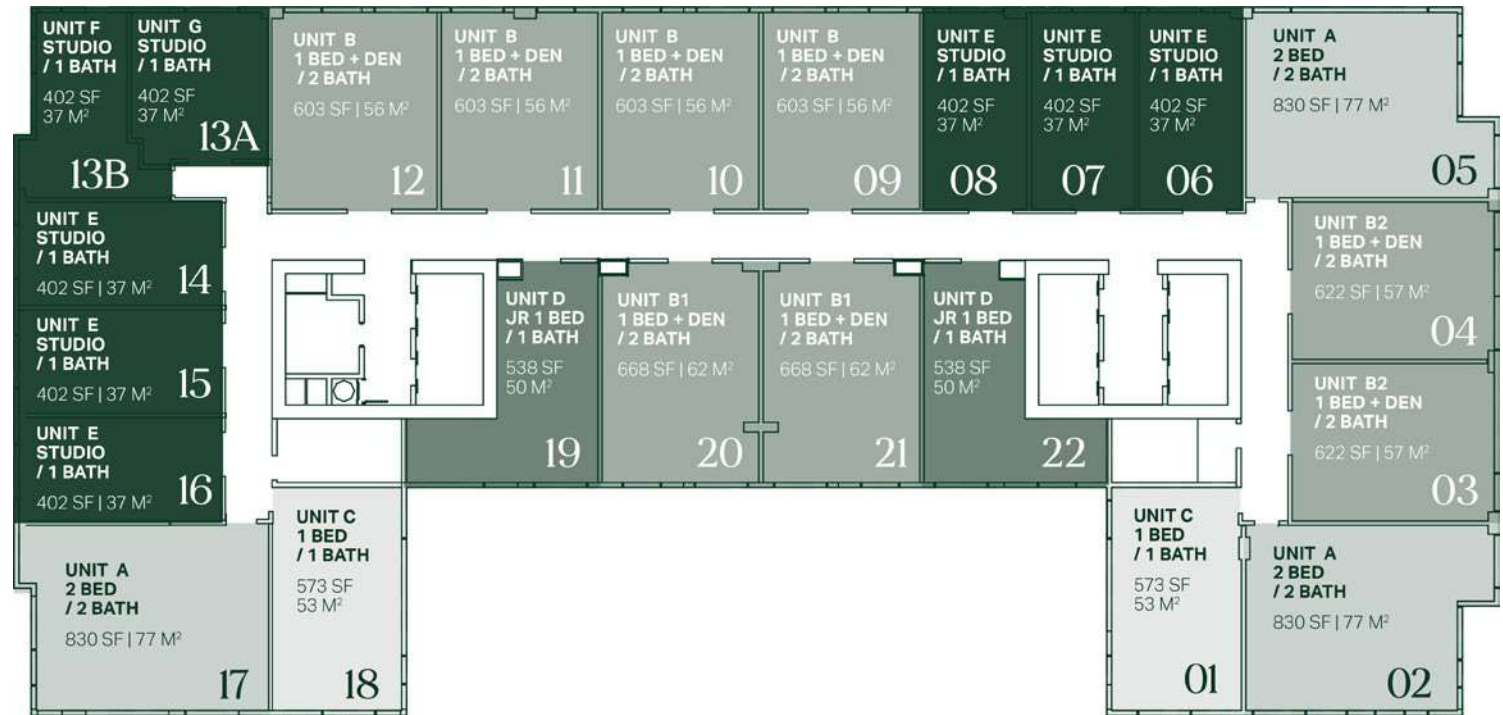 UNIT F
STUDIO
/ 1 BATH
402 SF
37 M²
13B
UNIT G
STUDIO
/ 1 BATH
402 SF
37 M²
13A
UNIT B
1 BED + DEN
/ 2 BATH
603 SF | 56 M²
12
UNIT B
1 BED + DEN
/ 2 BATH
603 SF | 56 M²
11
UNIT B
1 BED + DEN
/ 2 BATH
603 SF | 56 M²
10
UNIT B
1 BED + DEN
/ 2 BATH
603 SF | 56 M²
09
UNIT E
STUDIO
/ 1 BATH
402 SF
37 M²
08
UNIT E
STUDIO
/ 1 BATH
402 SF
37 M²
07
UNIT E
STUDIO
/ 1 BATH
402 SF
37 M²
06
UNIT A
2 BED
/ 2 BATH
830 SF | 77 M²
05
UNIT E
STUDIO
/ 1 BATH
402 SF | 37 M²
14
UNIT E
STUDIO
/ 1 BATH
402 SF | 37 M²
15
UNIT E
STUDIO
/ 1 BATH
402 SF | 37 M²
16
UNIT D
JR 1 BED
/ 1 BATH
538 SF
50 M²
19
UNIT B1
1 BED + DEN
/ 2 BATH
668 SF | 62 M²
20
UNIT B1
1 BED + DEN
/ 2 BATH
668 SF | 62 M²
21
UNIT D
JR 1 BED
/ 1 BATH
538 SF
50 M²
22
UNIT B2
1 BED + DEN
/ 2 BATH
622 SF | 57 M²
04
UNIT B2
1 BED + DEN
/ 2 BATH
622 SF | 57 M²
03
UNIT A
2 BED
/ 2 BATH
830 SF | 77 M²
17
UNIT C
1 BED
/ 1 BATH
573 SF
53 M²
18
UNIT C
1 BED
/ 1 BATH
573 SF
53 M²
01
UNIT A
2 BED
/ 2 BATH
830 SF | 77 M²
02